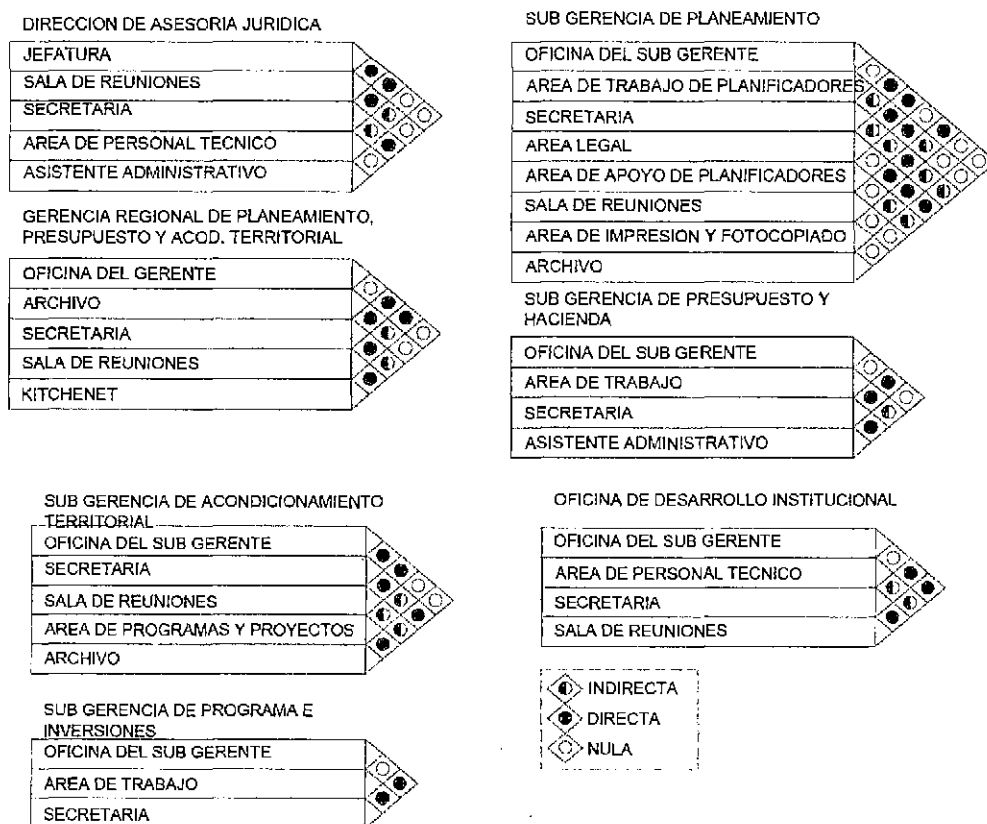 DIRECCION DE ASESORIA JURIDICA
JEFATURA
SALA DE REUNIONES
SECRETARIA
AREA DE PERSONAL TECNICO
ASISTENTE ADMINISTRATIVO
GERENCIA REGIONAL DE PLANEAMIENTO,
PRESUPUESTO Y ACOD. TERRITORIAL
OFICINA DEL GERENTE
ARCHIVO
SECRETARIA
SALA DE REUNIONES
KITCHENET
SUB GERENCIA DE PLANEAMIENTO
OFICINA DEL SUB GERENTE
AREA DE TRABAJO DE PLANIFICADORES
SECRETARIA
AREA LEGAL
AREA DE APOYO DE PLANIFICADORES
SALA DE REUNIONES
AREA DE IMPRESION Y FOTOCOPIADO
ARCHIVO
SUB GERENCIA DE PRESUPUESTO Y
HACIENDA
OFICINA DEL SUB GERENTE
AREA DE TRABAJO
SECRETARIA
ASISTENTE ADMINISTRATIVO
SUB GERENCIA DE ACONDICIONAMIENTO
TERRITORIAL
OFICINA DEL SUB GERENTE
SECRETARIA
SALA DE REUNIONES
AREA DE PROGRAMAS Y PROYECTOS
ARCHIVO
OFICINA DE DESARROLLO INSTITUCIONAL
OFICINA DEL SUB GERENTE
AREA DE PERSONAL TECNICO
SECRETARIA
SALA DE REUNIONES
INDIRECTA
DIRECTA
NULA
SUB GERENCIA DE PROGRAMA E
INVERSIONES
OFICINA DEL SUB GERENTE
AREA DE TRABAJO
SECRETARIA